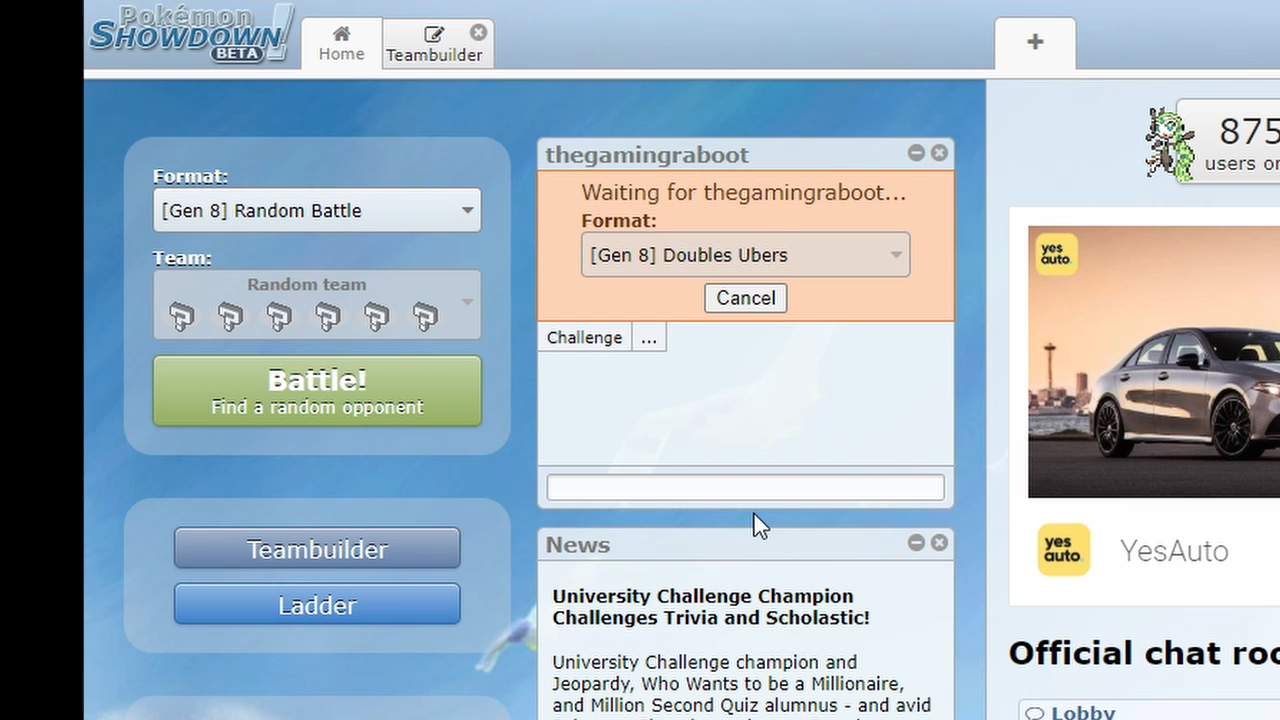 Pokémon
SHOWDOWN!
BETA
Home
Teambuilder
+
Format:
[Gen 8] Random Battle
Team:
Random team
Battle!
Find a random opponent
Teambuilder
Ladder
thegamingraboot
Waiting for thegamingraboot...
Format:
[Gen 8] Doubles Ubers
Cancel
Challenge
...
News
University Challenge Champion
Challenges Trivia and Scholastic!
University Challenge champion and
Jeopardy, Who Wants to be a Millionaire,
and Million Second Quiz alumnus - and avid
875
users on
yes
auto.
yes
auto.
YesAuto
Official chat roo
Lobby